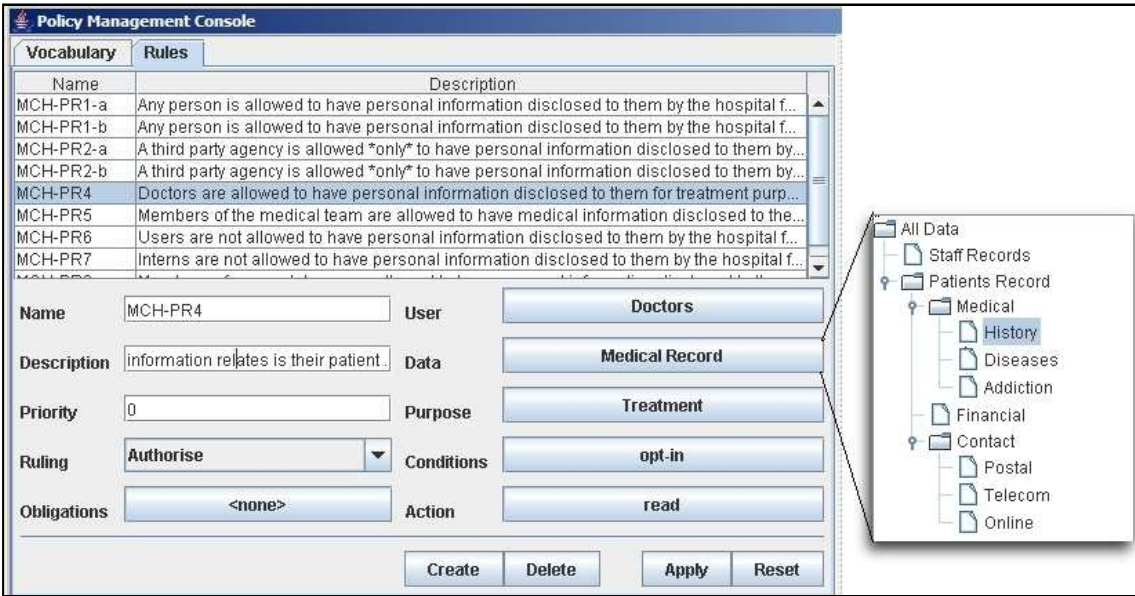 Policy Management Console
Vocabulary Rules
Name Description
MCH-PR1-a Any person is allowed to have personal information disclosed to them by the hospital f...
MCH-PR1-b Any person is allowed to have personal information disclosed to them by the hospital f...
MCH-PR2-a A third party agency is allowed *only* to have personal information disclosed to them by...
MCH-PR2-b A third party agency is allowed *only* to have personal information disclosed to them by...
MCH-PR4 Doctors are allowed to have personal information disclosed to them for treatment purp...
MCH-PR5 Members of the medical team are allowed to have medical information disclosed to the...
MCH-PR6 Users are not allowed to have personal information disclosed to them by the hospital f...
MCH-PR7 Interns are not allowed to have personal information disclosed to them by the hospital f...
Name MCH-PR4 User Doctors
Description information relates is their patient . Data Medical Record
Priority 0 Purpose Treatment
Ruling Authorise Conditions opt-in
Obligations <none> Action read
Create Delete Apply Reset
All Data
Staff Records
Patients Record
Medical
History
Diseases
Addiction
Financial
Contact
Postal
Telecom
Online